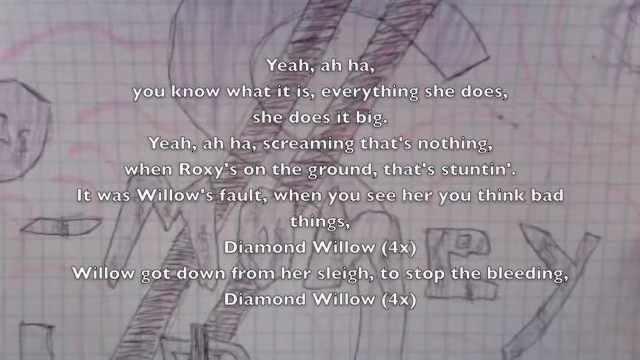 Yeah, ah ha,
you know what it is, everything she does,
she does it big.
Yeah, ah ha, screaming that's nothing,
when Roxy's on the ground, that's stuntin'.
It was Willow's fault, when you see her you think bad
things,
Diamond Willow (4x)
Willow got down from her sleigh, to stop the bleeding,
Diamond Willow (4x)